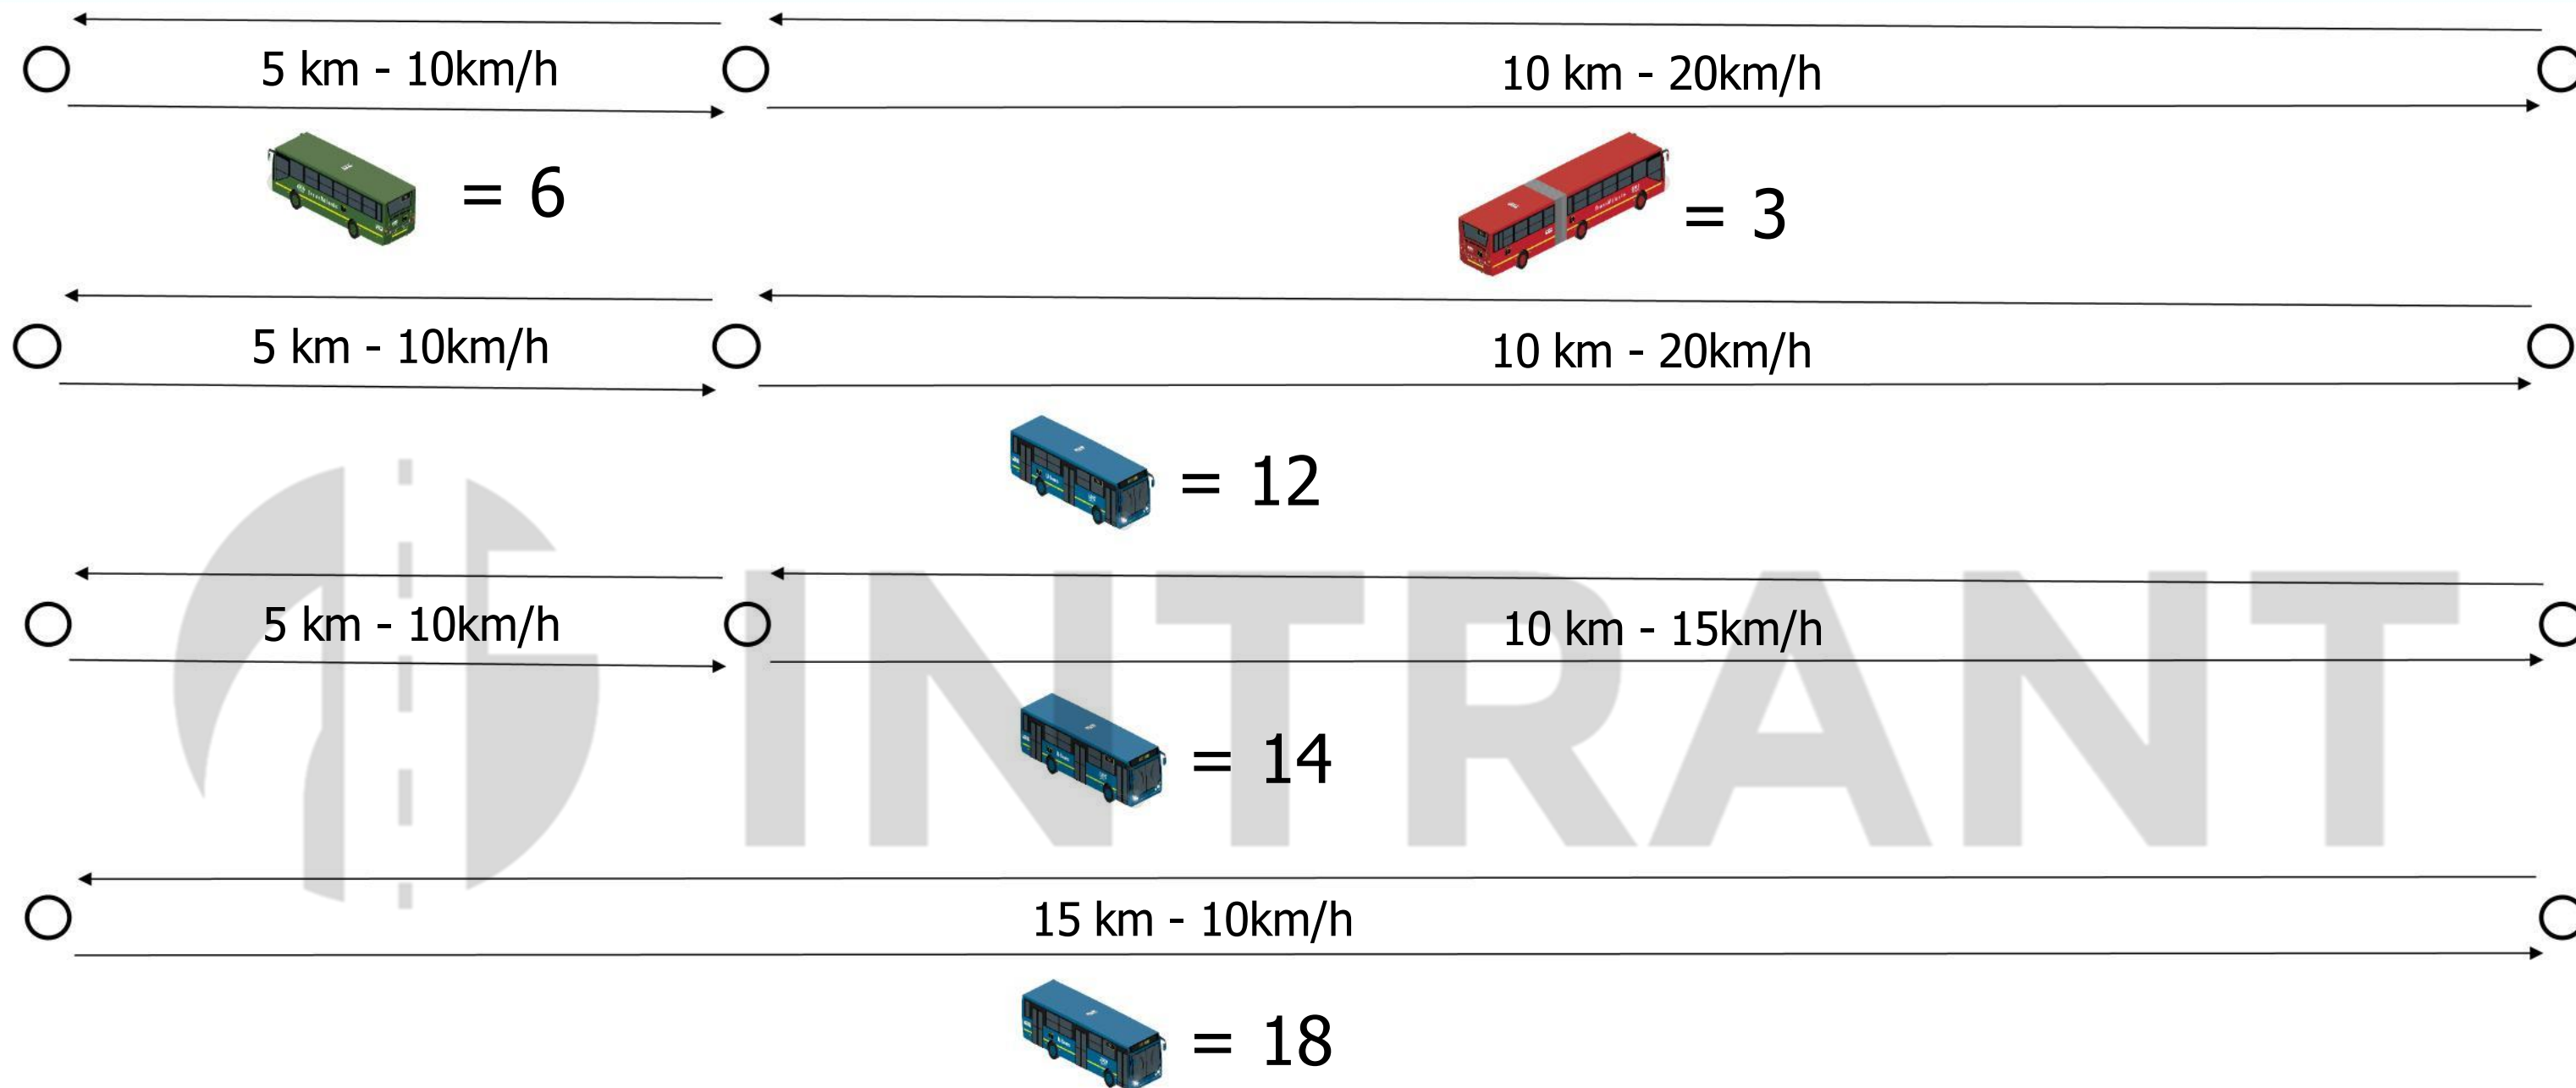 5 km - 10km/h
10 km - 20km/h
= 6
= 3
5 km - 10km/h
10 km - 20km/h
= 12
INTRANT
5 km - 10km/h
10 km - 15km/h
= 14
15 km - 10km/h
= 18